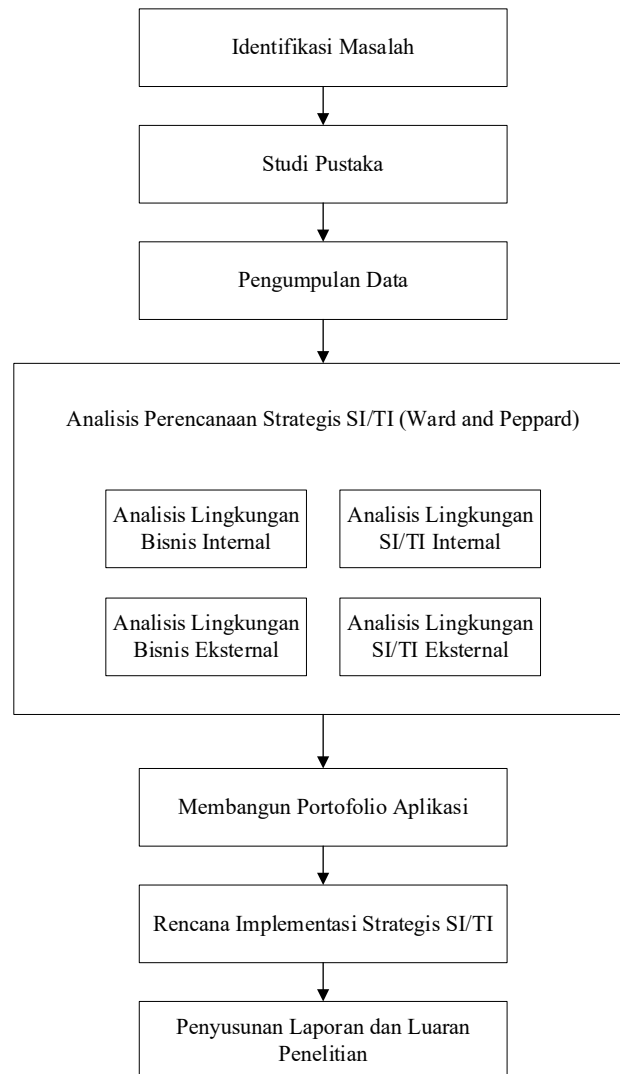 Identifikasi Masalah
Studi Pustaka
Pengumpulan Data
Analisis Perencanaan Strategis SI/TI (Ward and Peppard)
Analisis Lingkungan
Bisnis Internal
Analisis Lingkungan
SI/TI Internal
Analisis Lingkungan
Bisnis Eksternal
Analisis Lingkungan
SI/TI Eksternal
Membangun Portofolio Aplikasi
Rencana Implementasi Strategis SI/TI
Penyusunan Laporan dan Luaran
Penelitian